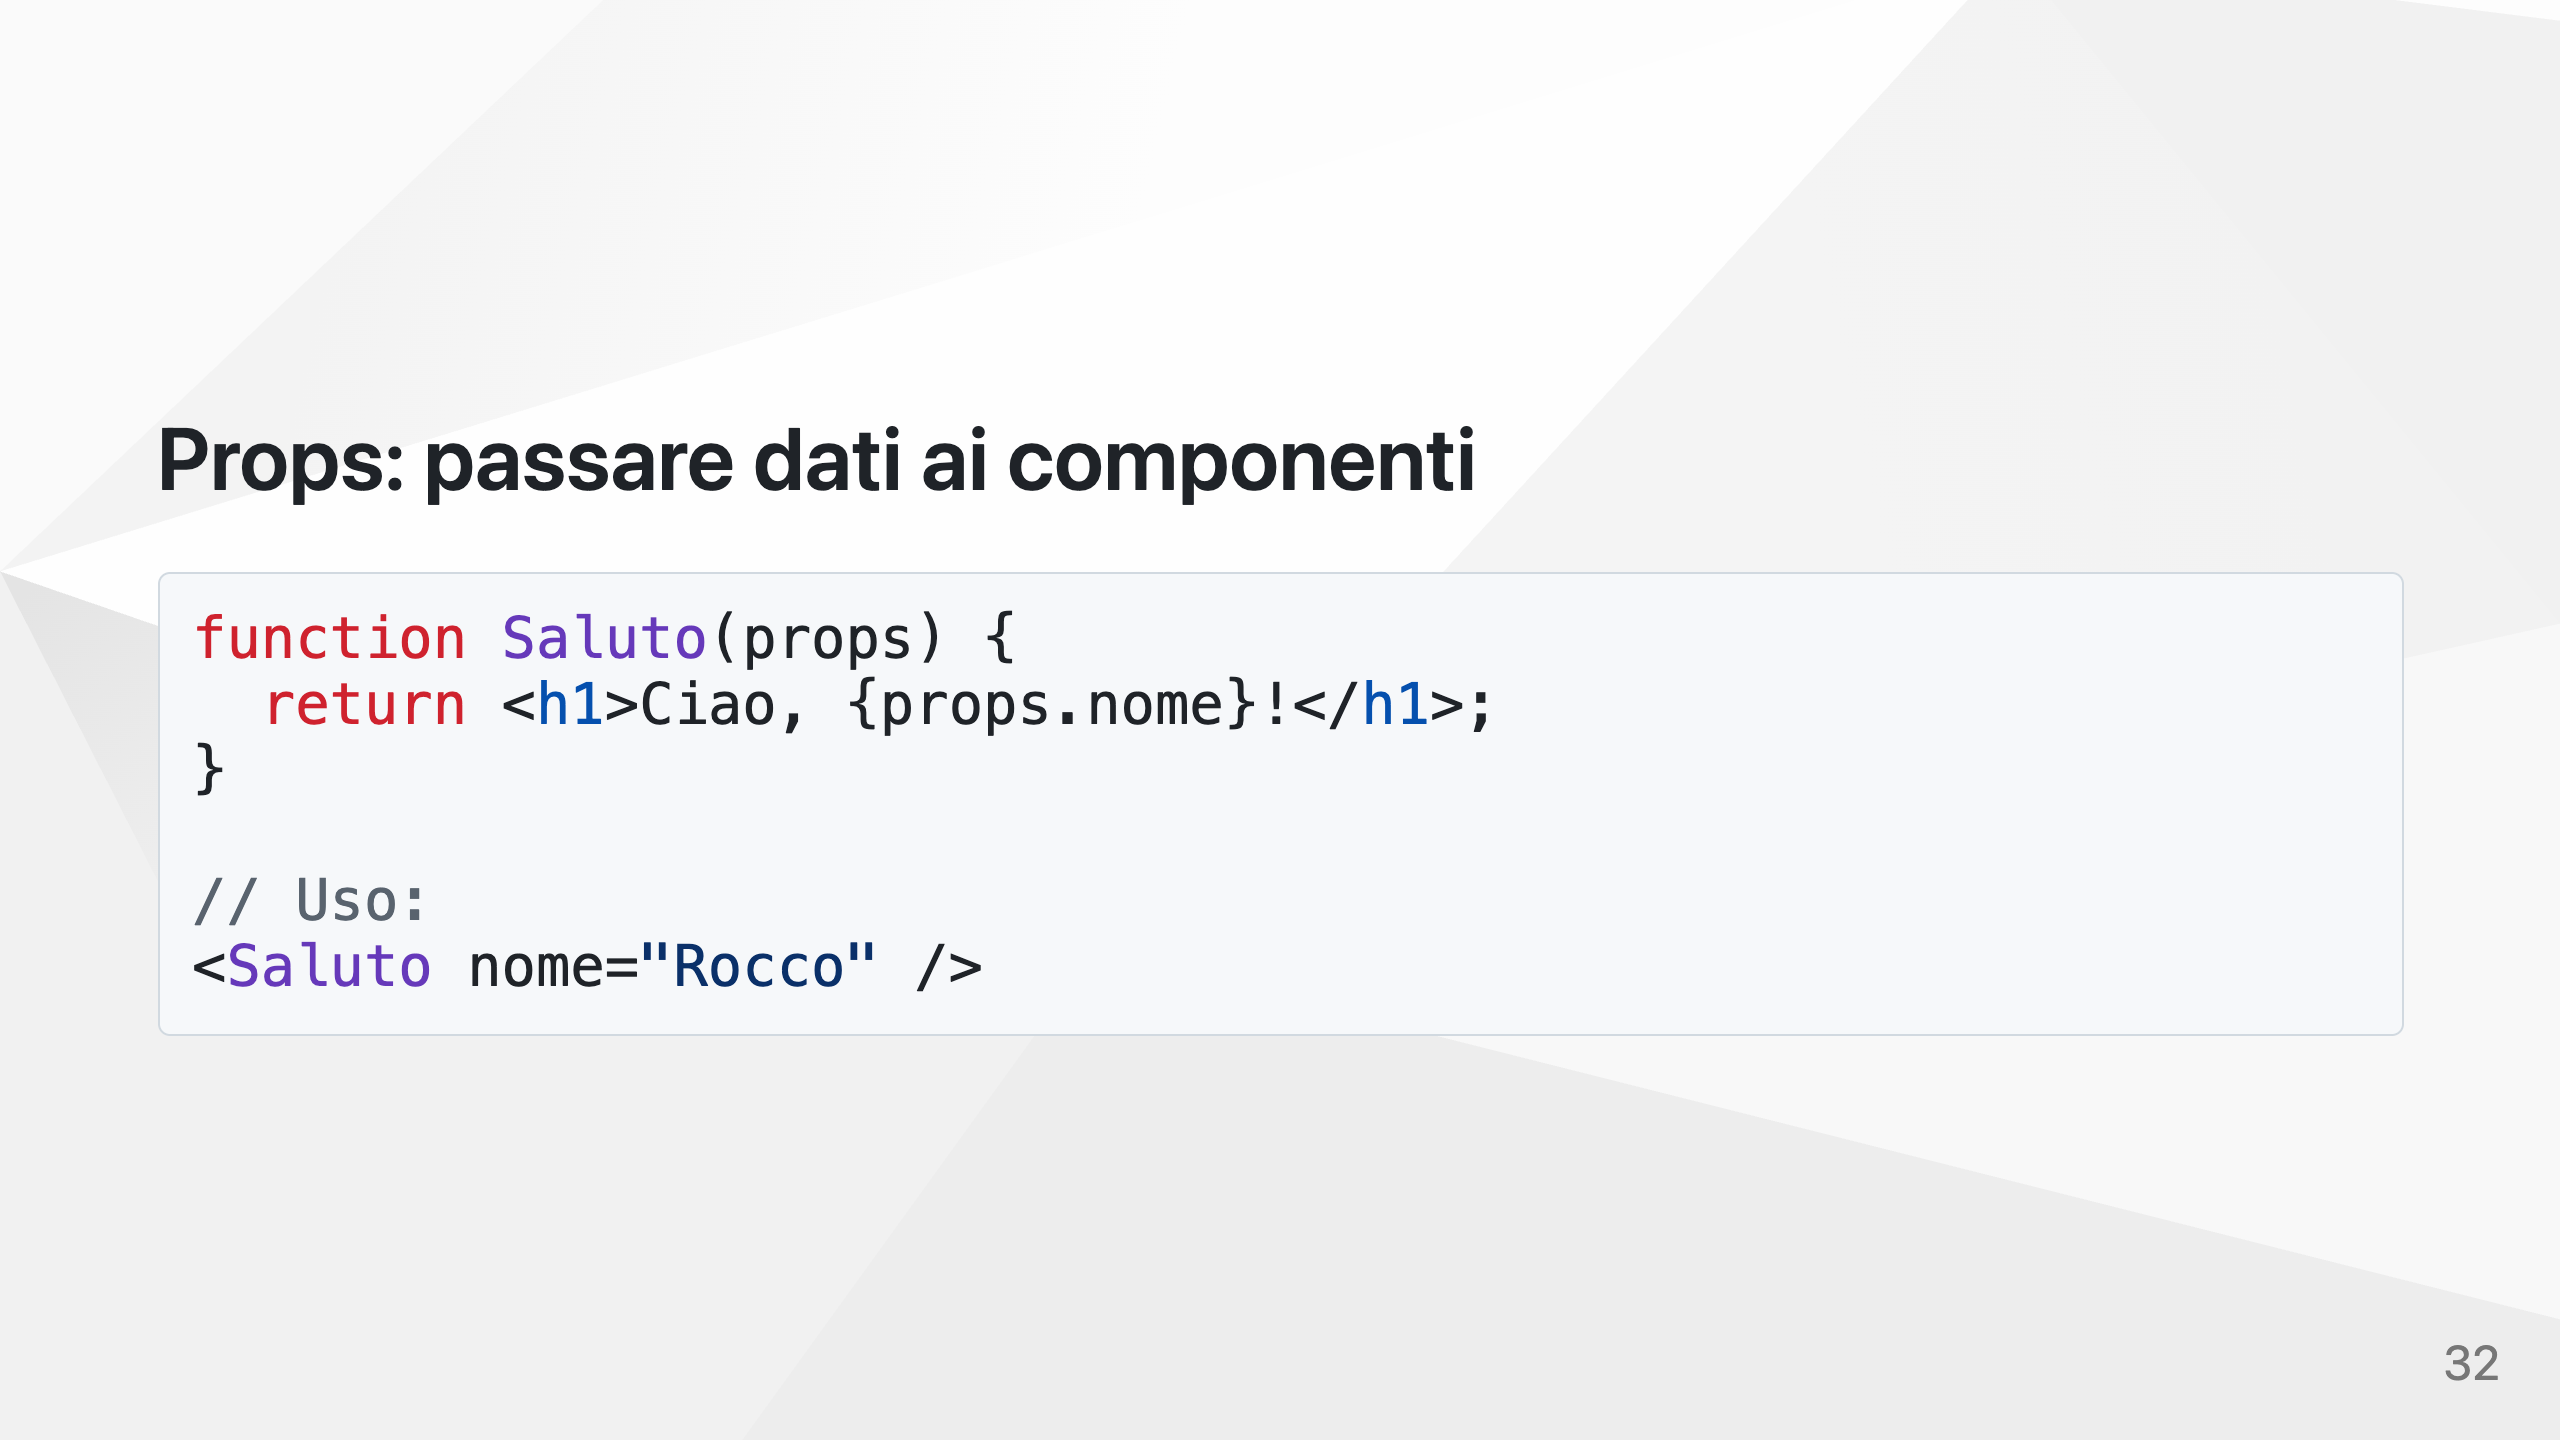 Props: passare dati ai componenti
function Saluto(props) {
  return <h1>Ciao, {props.nome}!</h1>;
}
// Uso:
<Saluto nome="Rocco" />
32